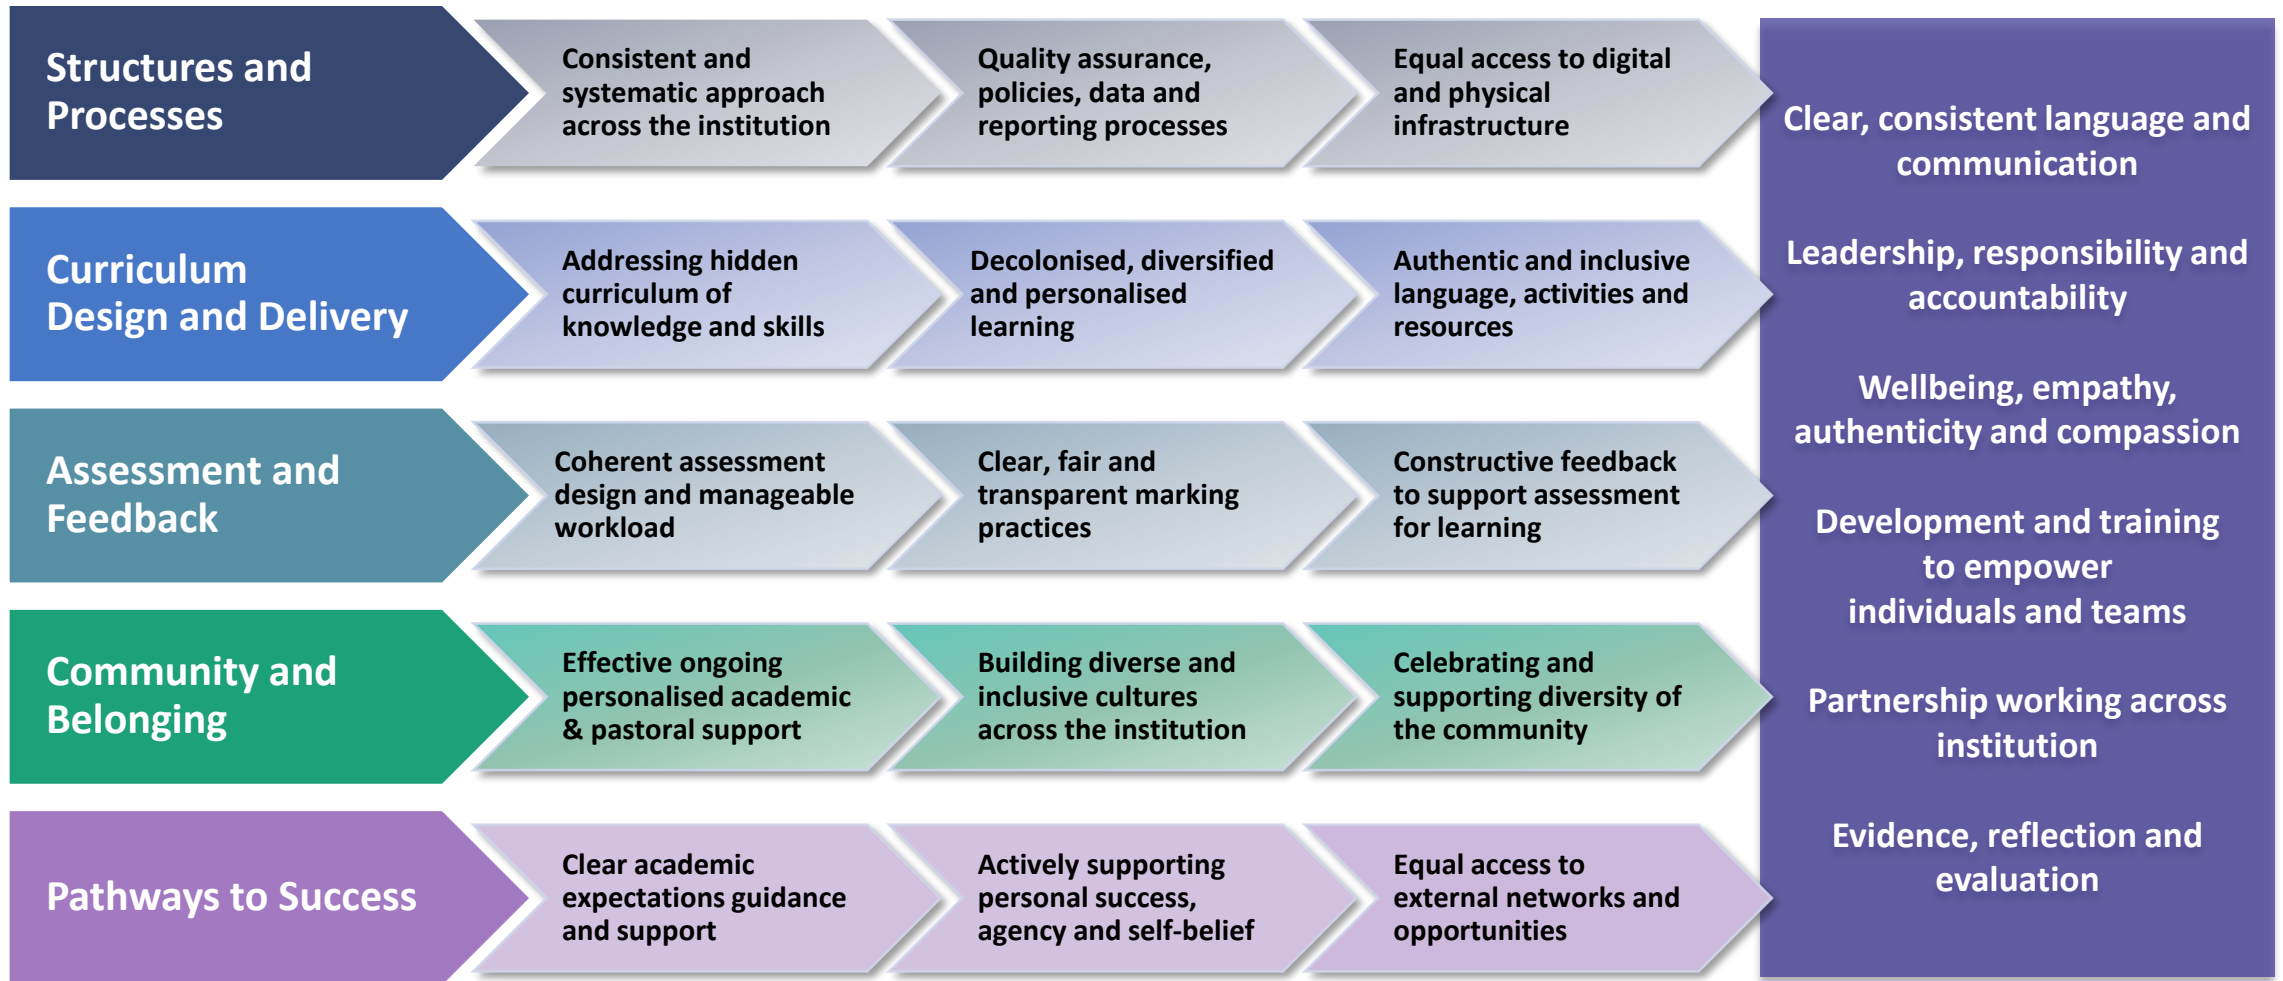 Structures and
Processes
Consistent and
systematic approach
across the institution
Quality assurance,
policies, data and
reporting processes
Equal access to digital
and physical
infrastructure
Curriculum
Design and Delivery
Addressing hidden
curriculum of
knowledge and skills
Decolonised, diversified
and personalised
learning
Authentic and inclusive
language, activities and
resources
Assessment and
Feedback
Coherent assessment
design and manageable
workload
Clear, fair and
transparent marking
practices
Constructive feedback
to support assessment
for learning
Community and
Belonging
Effective ongoing
personalised academic
& pastoral support
Building diverse and
inclusive cultures
across the institution
Celebrating and
supporting diversity of
the community
Pathways to Success
Clear academic
expectations guidance
and support
Actively supporting
personal success,
agency and self-belief
Equal access to
external networks and
opportunities
Clear, consistent language and
communication
Leadership, responsibility and
accountability
Wellbeing, empathy,
authenticity and compassion
Development and training
to empower
individuals and teams
Partnership working across
institution
Evidence, reflection and
evaluation